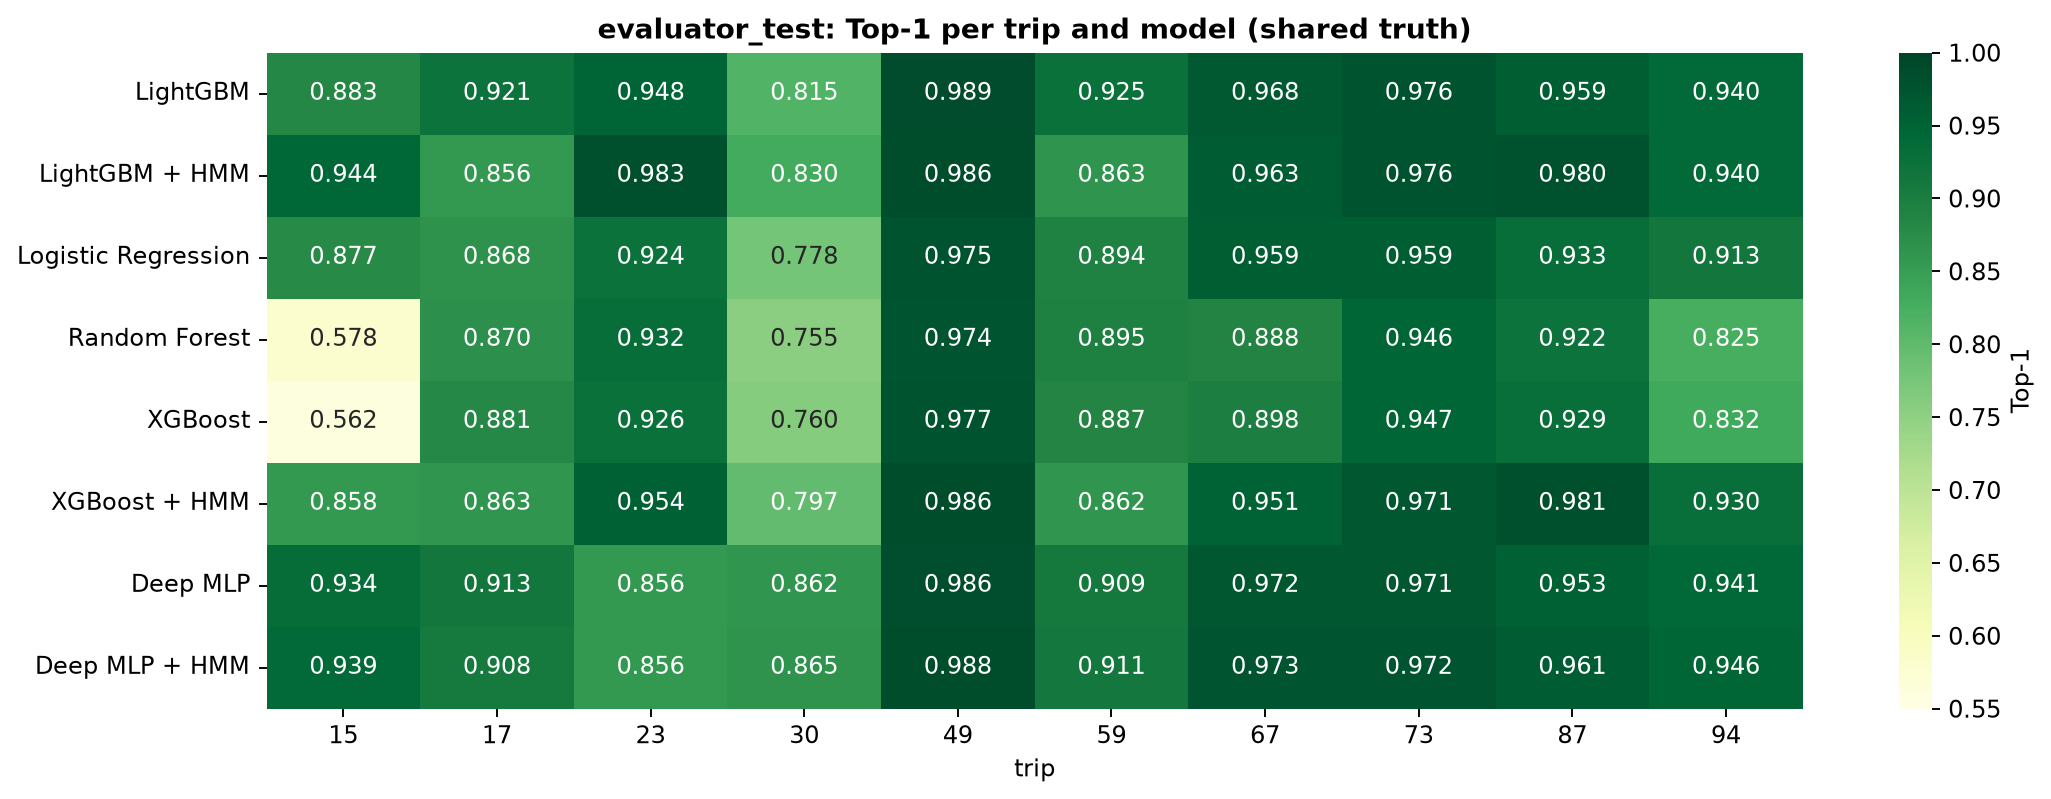 evaluator_test: Top-1 per trip and model (shared truth)
LightGBM 0.883 0.921 0.948 0.815 0.989 0.925 0.968 0.976 0.959 0.940
LightGBM + HMM 0.944 0.856 0.983 0.830 0.986 0.863 0.963 0.976 0.980 0.940
Logistic Regression 0.877 0.868 0.924 0.778 0.975 0.894 0.959 0.959 0.933 0.913
Random Forest 0.578 0.870 0.932 0.755 0.974 0.895 0.888 0.946 0.922 0.825
XGBoost 0.562 0.881 0.926 0.760 0.977 0.887 0.898 0.947 0.929 0.832
XGBoost + HMM 0.858 0.863 0.954 0.797 0.986 0.862 0.951 0.971 0.981 0.930
Deep MLP 0.934 0.913 0.856 0.862 0.986 0.909 0.972 0.971 0.953 0.941
Deep MLP + HMM 0.939 0.908 0.856 0.865 0.988 0.911 0.973 0.972 0.961 0.946
15 17 23 30 49 59 67 73 87 94
trip
1.00
0.95
0.90
0.85
0.80
0.75
0.70
0.65
0.60
0.55
Top-1